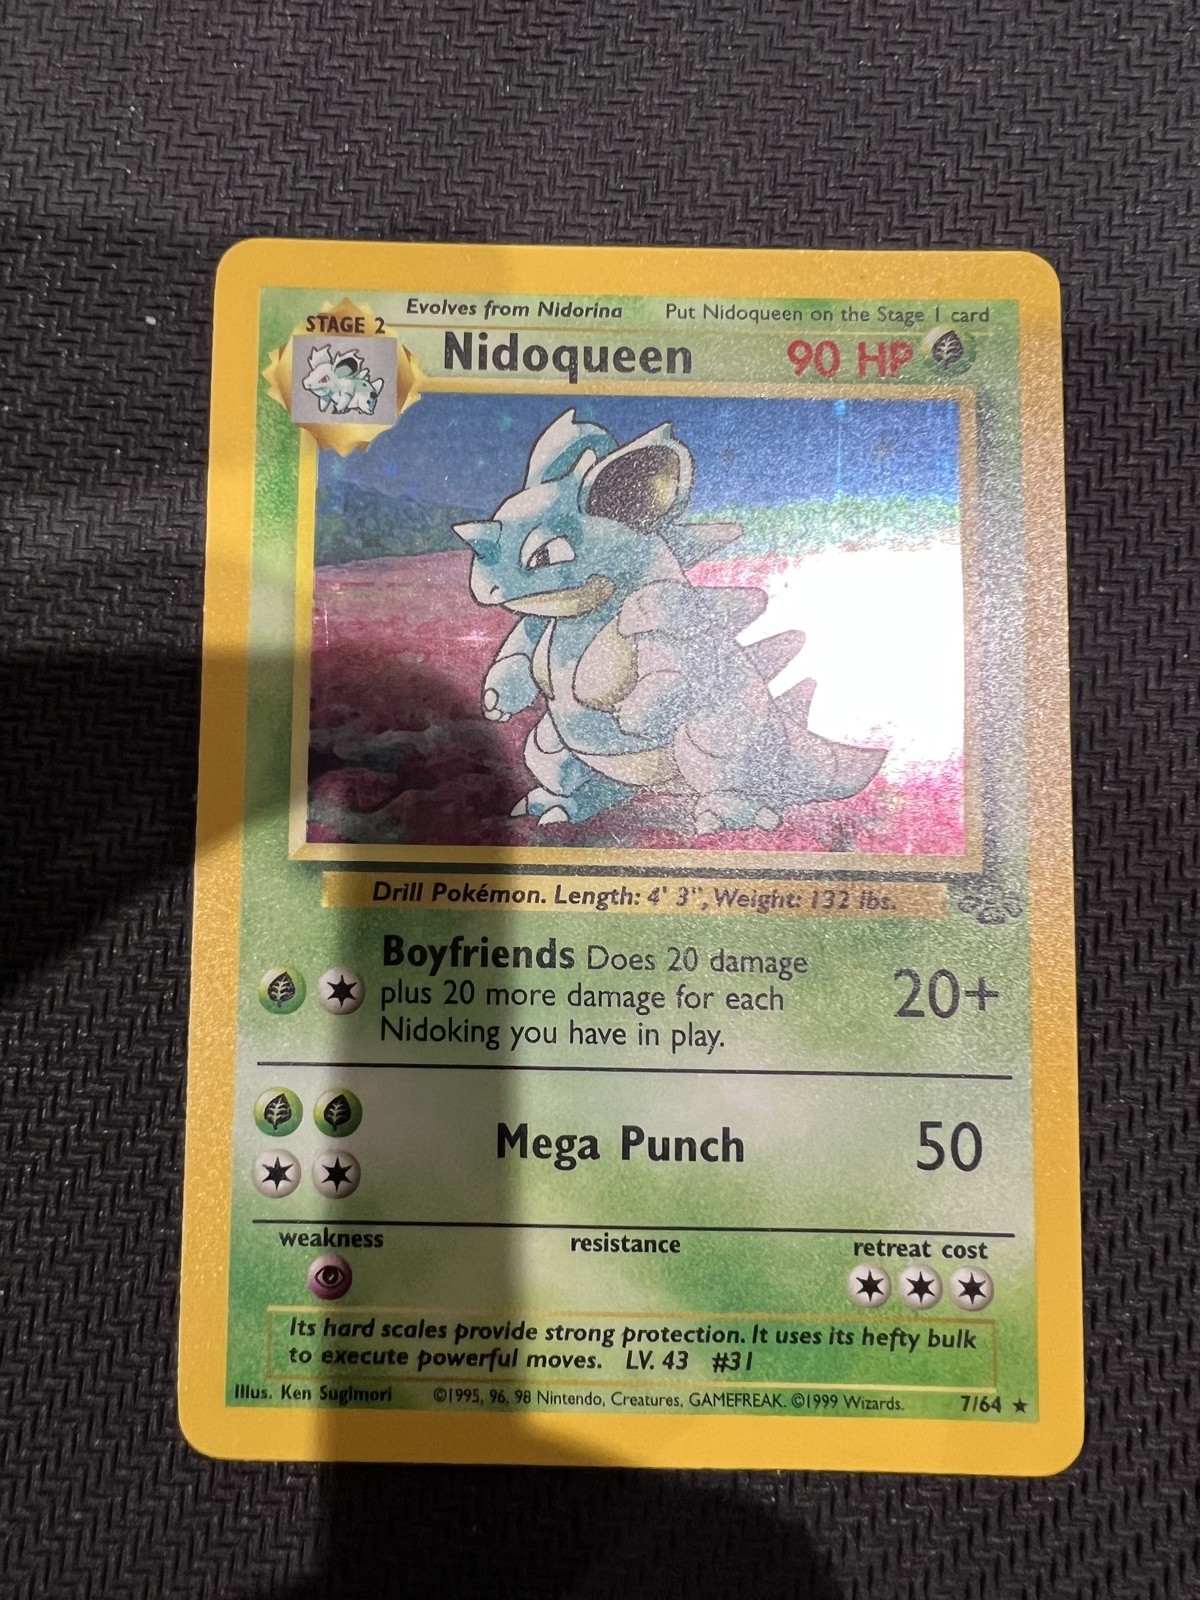 Evolves from Nidorina Put Nidoqueen on the Stage 1 card
STAGE 2
Nidoqueen 90 HP
Drill Pokémon. Length: 4' 3", Weight: 132 lbs.
Boyfriends Does 20 damage
plus 20 more damage for each
Nidoking you have in play.
20+
Mega Punch 50
weakness resistance retreat cost
Its hard scales provide strong protection. It uses its hefty bulk
to execute powerful moves. LV. 43 #31
Illus. Ken Sugimori ©1995, 96, 98 Nintendo, Creatures, GAMEFREAK. ©1999 Wizards. 7/64 ★